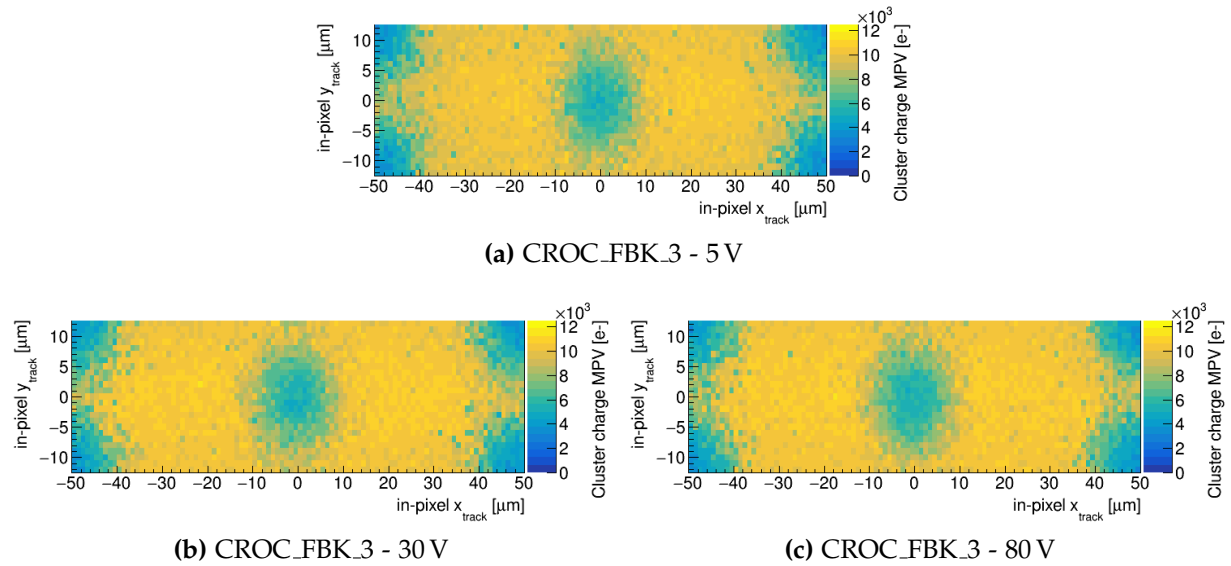 ×10³
in-pixel y_track [μm]
10
5
0
−5
−10
−50 −40 −30 −20 −10 0 10 20 30 40 50
in-pixel x_track [μm]
12
10
8
6
4
2
0
Cluster charge MPV [e-]
(a) CROC_FBK_3 - 5 V
×10³
in-pixel y_track [μm]
10
5
0
−5
−10
−50 −40 −30 −20 −10 0 10 20 30 40 50
in-pixel x_track [μm]
12
10
8
6
4
2
0
Cluster charge MPV [e-]
(b) CROC_FBK_3 - 30 V
×10³
in-pixel y_track [μm]
10
5
0
−5
−10
−50 −40 −30 −20 −10 0 10 20 30 40 50
in-pixel x_track [μm]
12
10
8
6
4
2
0
Cluster charge MPV [e-]
(c) CROC_FBK_3 - 80 V